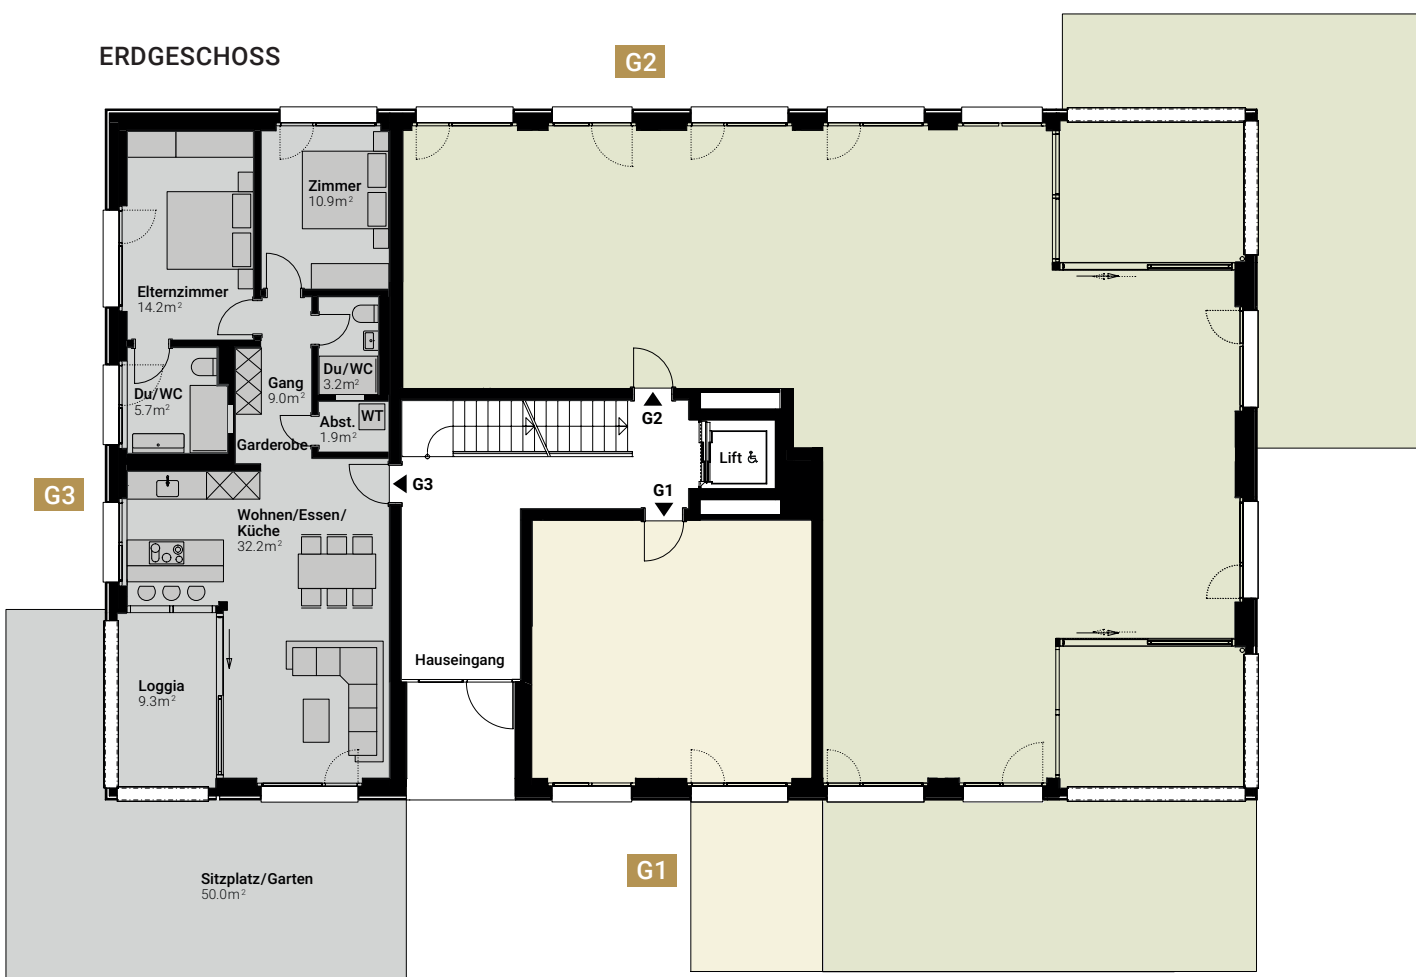 ERDGESCHOSS
G2
Zimmer
10.9m²
Elternzimmer
14.2m²
Du/WC
3.2m²
Gang
9.0m²
Du/WC
5.7m²
Abst.
1.9m²
WT
Garderobe
G2
Lift
G3
G1
G3
Wohnen/Essen/
Küche
32.2m²
Hauseingang
Loggia
9.3m²
G1
Sitzplatz/Garten
50.0m²